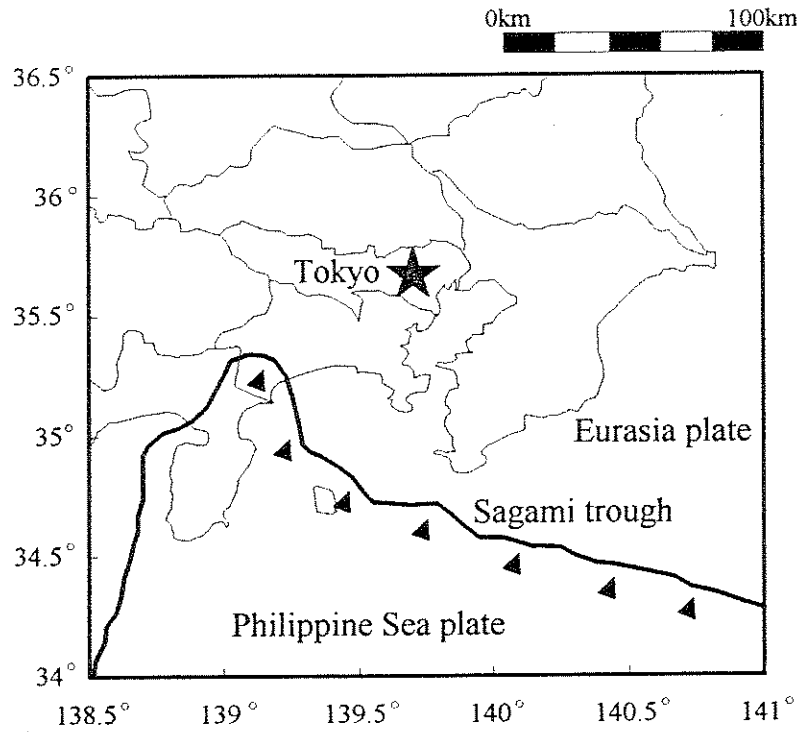 0km 100km
36.5°
36°
Tokyo
35.5°
35°
Eurasia plate
Sagami trough
34.5°
Philippine Sea plate
34°
138.5° 139° 139.5° 140° 140.5° 141°